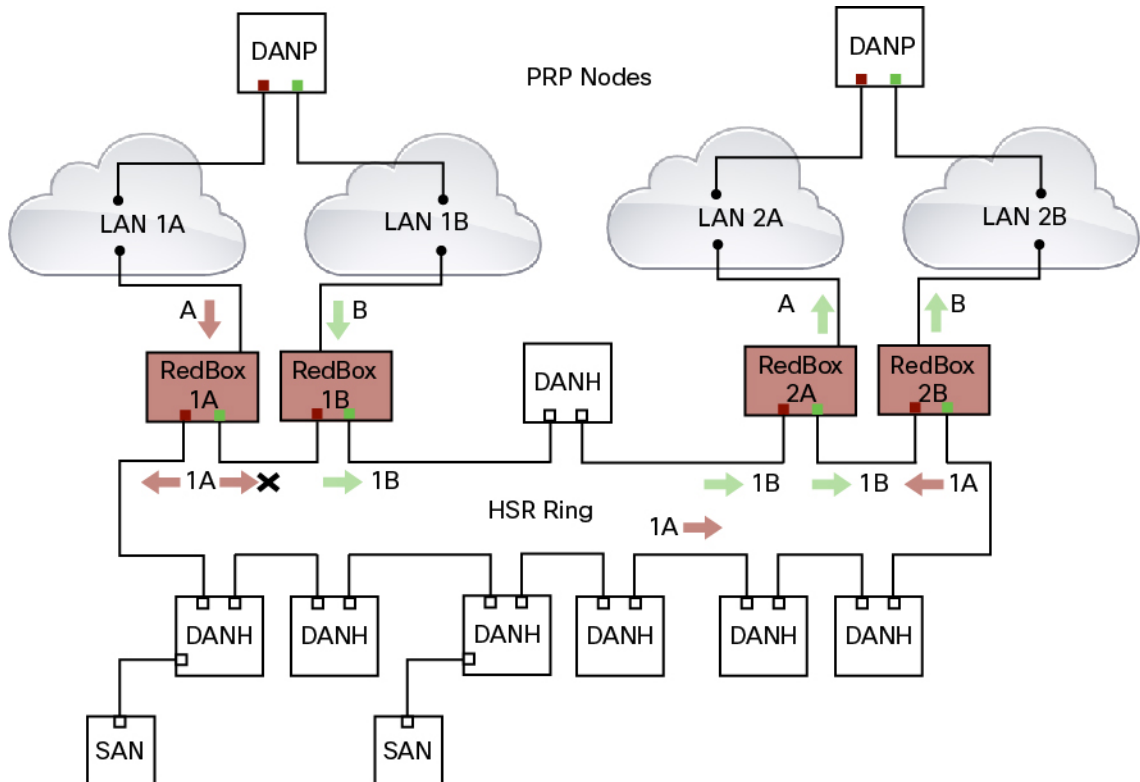 DANP
DANP
PRP Nodes
LAN 1A
LAN 1B
LAN 2A
LAN 2B
A
B
A
B
RedBox
1A
RedBox
1B
DANH
RedBox
2A
RedBox
2B
1A
1B
1B
1B
1A
HSR Ring
1A
DANH
DANH
DANH
DANH
DANH
DANH
SAN
SAN